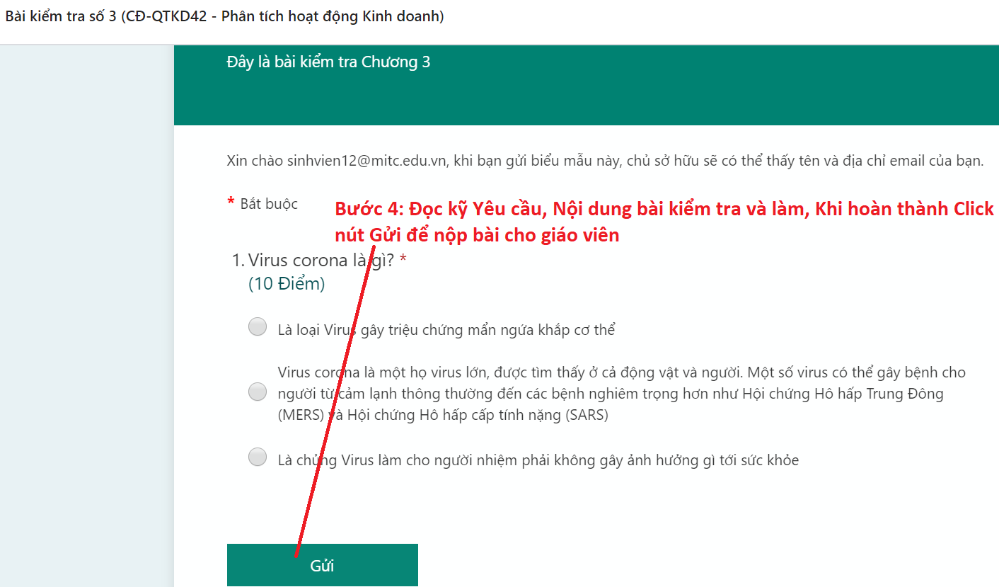 Bài kiểm tra số 3 (CĐ-QTKD42 - Phân tích hoạt động Kinh doanh)
Đây là bài kiểm tra Chương 3
Xin chào sinhvien12@mitc.edu.vn, khi bạn gửi biểu mẫu này, chủ sở hữu sẽ có thể thấy tên và địa chỉ email của bạn.
* Bắt buộc
Bước 4: Đọc kỹ Yêu cầu, Nội dung bài kiểm tra và làm, Khi hoàn thành Click
nút Gửi để nộp bài cho giáo viên
1. Virus corona là gì? *
(10 Điểm)
Là loại Virus gây triệu chứng mẩn ngứa khắp cơ thể
Virus corona là một họ virus lớn, được tìm thấy ở cả động vật và người. Một số virus có thể gây bệnh cho
người từ cảm lạnh thông thường đến các bệnh nghiêm trọng hơn như Hội chứng Hô hấp Trung Đông
(MERS) và Hội chứng Hô hấp cấp tính nặng (SARS)
Là chủng Virus làm cho người nhiệm phải không gây ảnh hưởng gì tới sức khỏe
Gửi